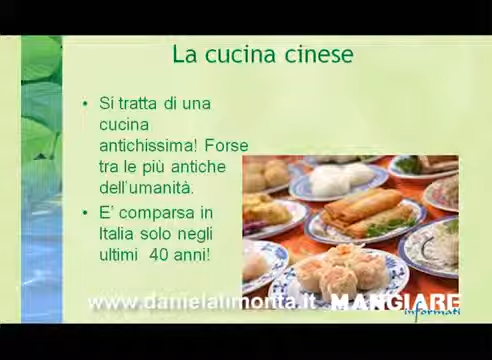 La cucina cinese
• Si tratta di una
cucina
antichissima! Forse
tra le più antiche
dell'umanità.
• E' comparsa in
Italia solo negli
ultimi 40 anni!
www.danielalimonta.it
MANGIARE
informati